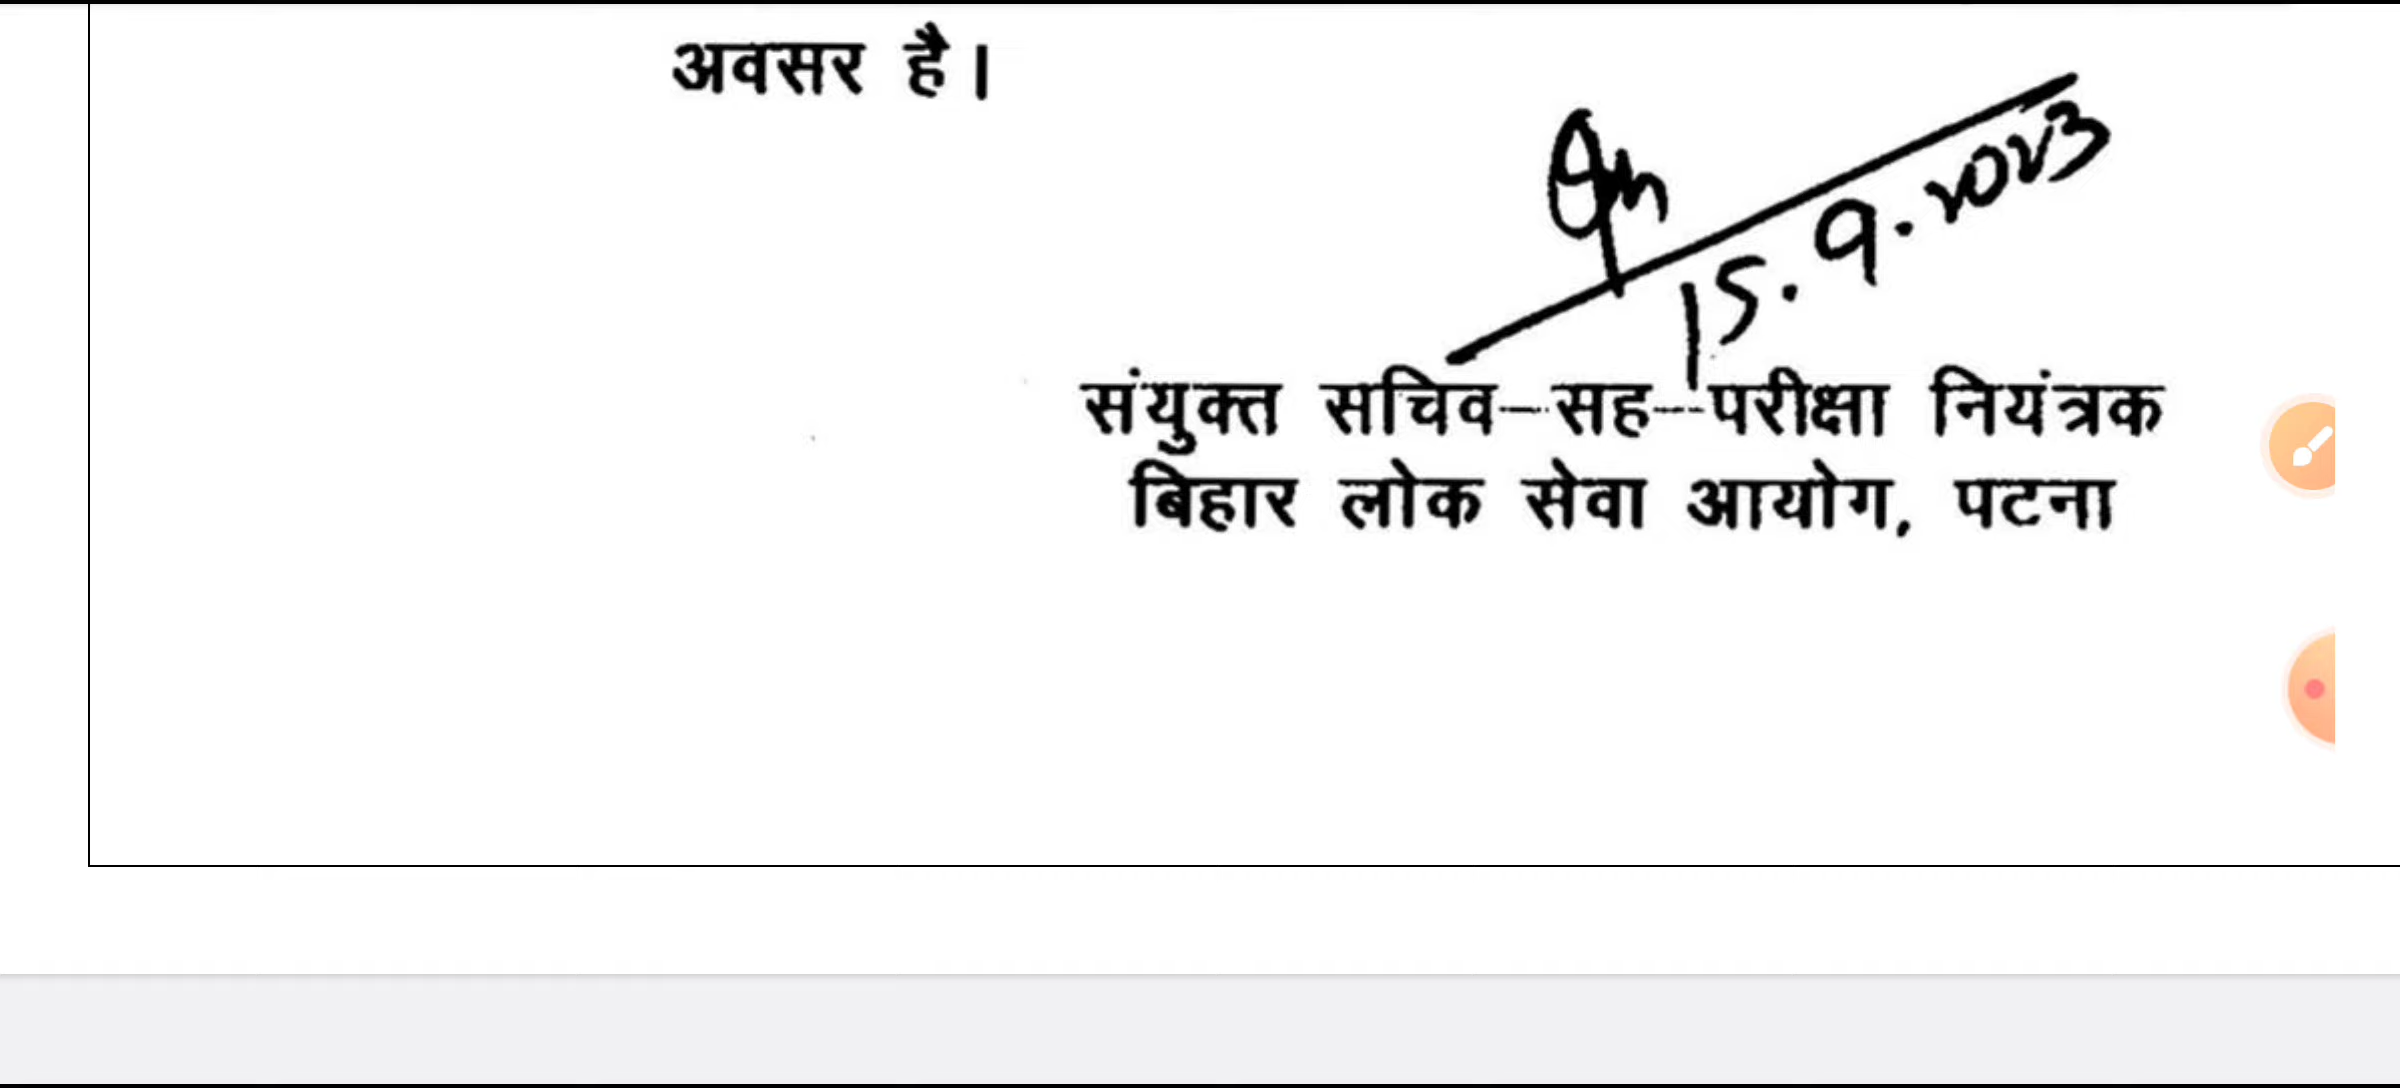 अवसर है।
15.9.2023
संयुक्त सचिव–सह–परीक्षा नियंत्रक
बिहार लोक सेवा आयोग, पटना